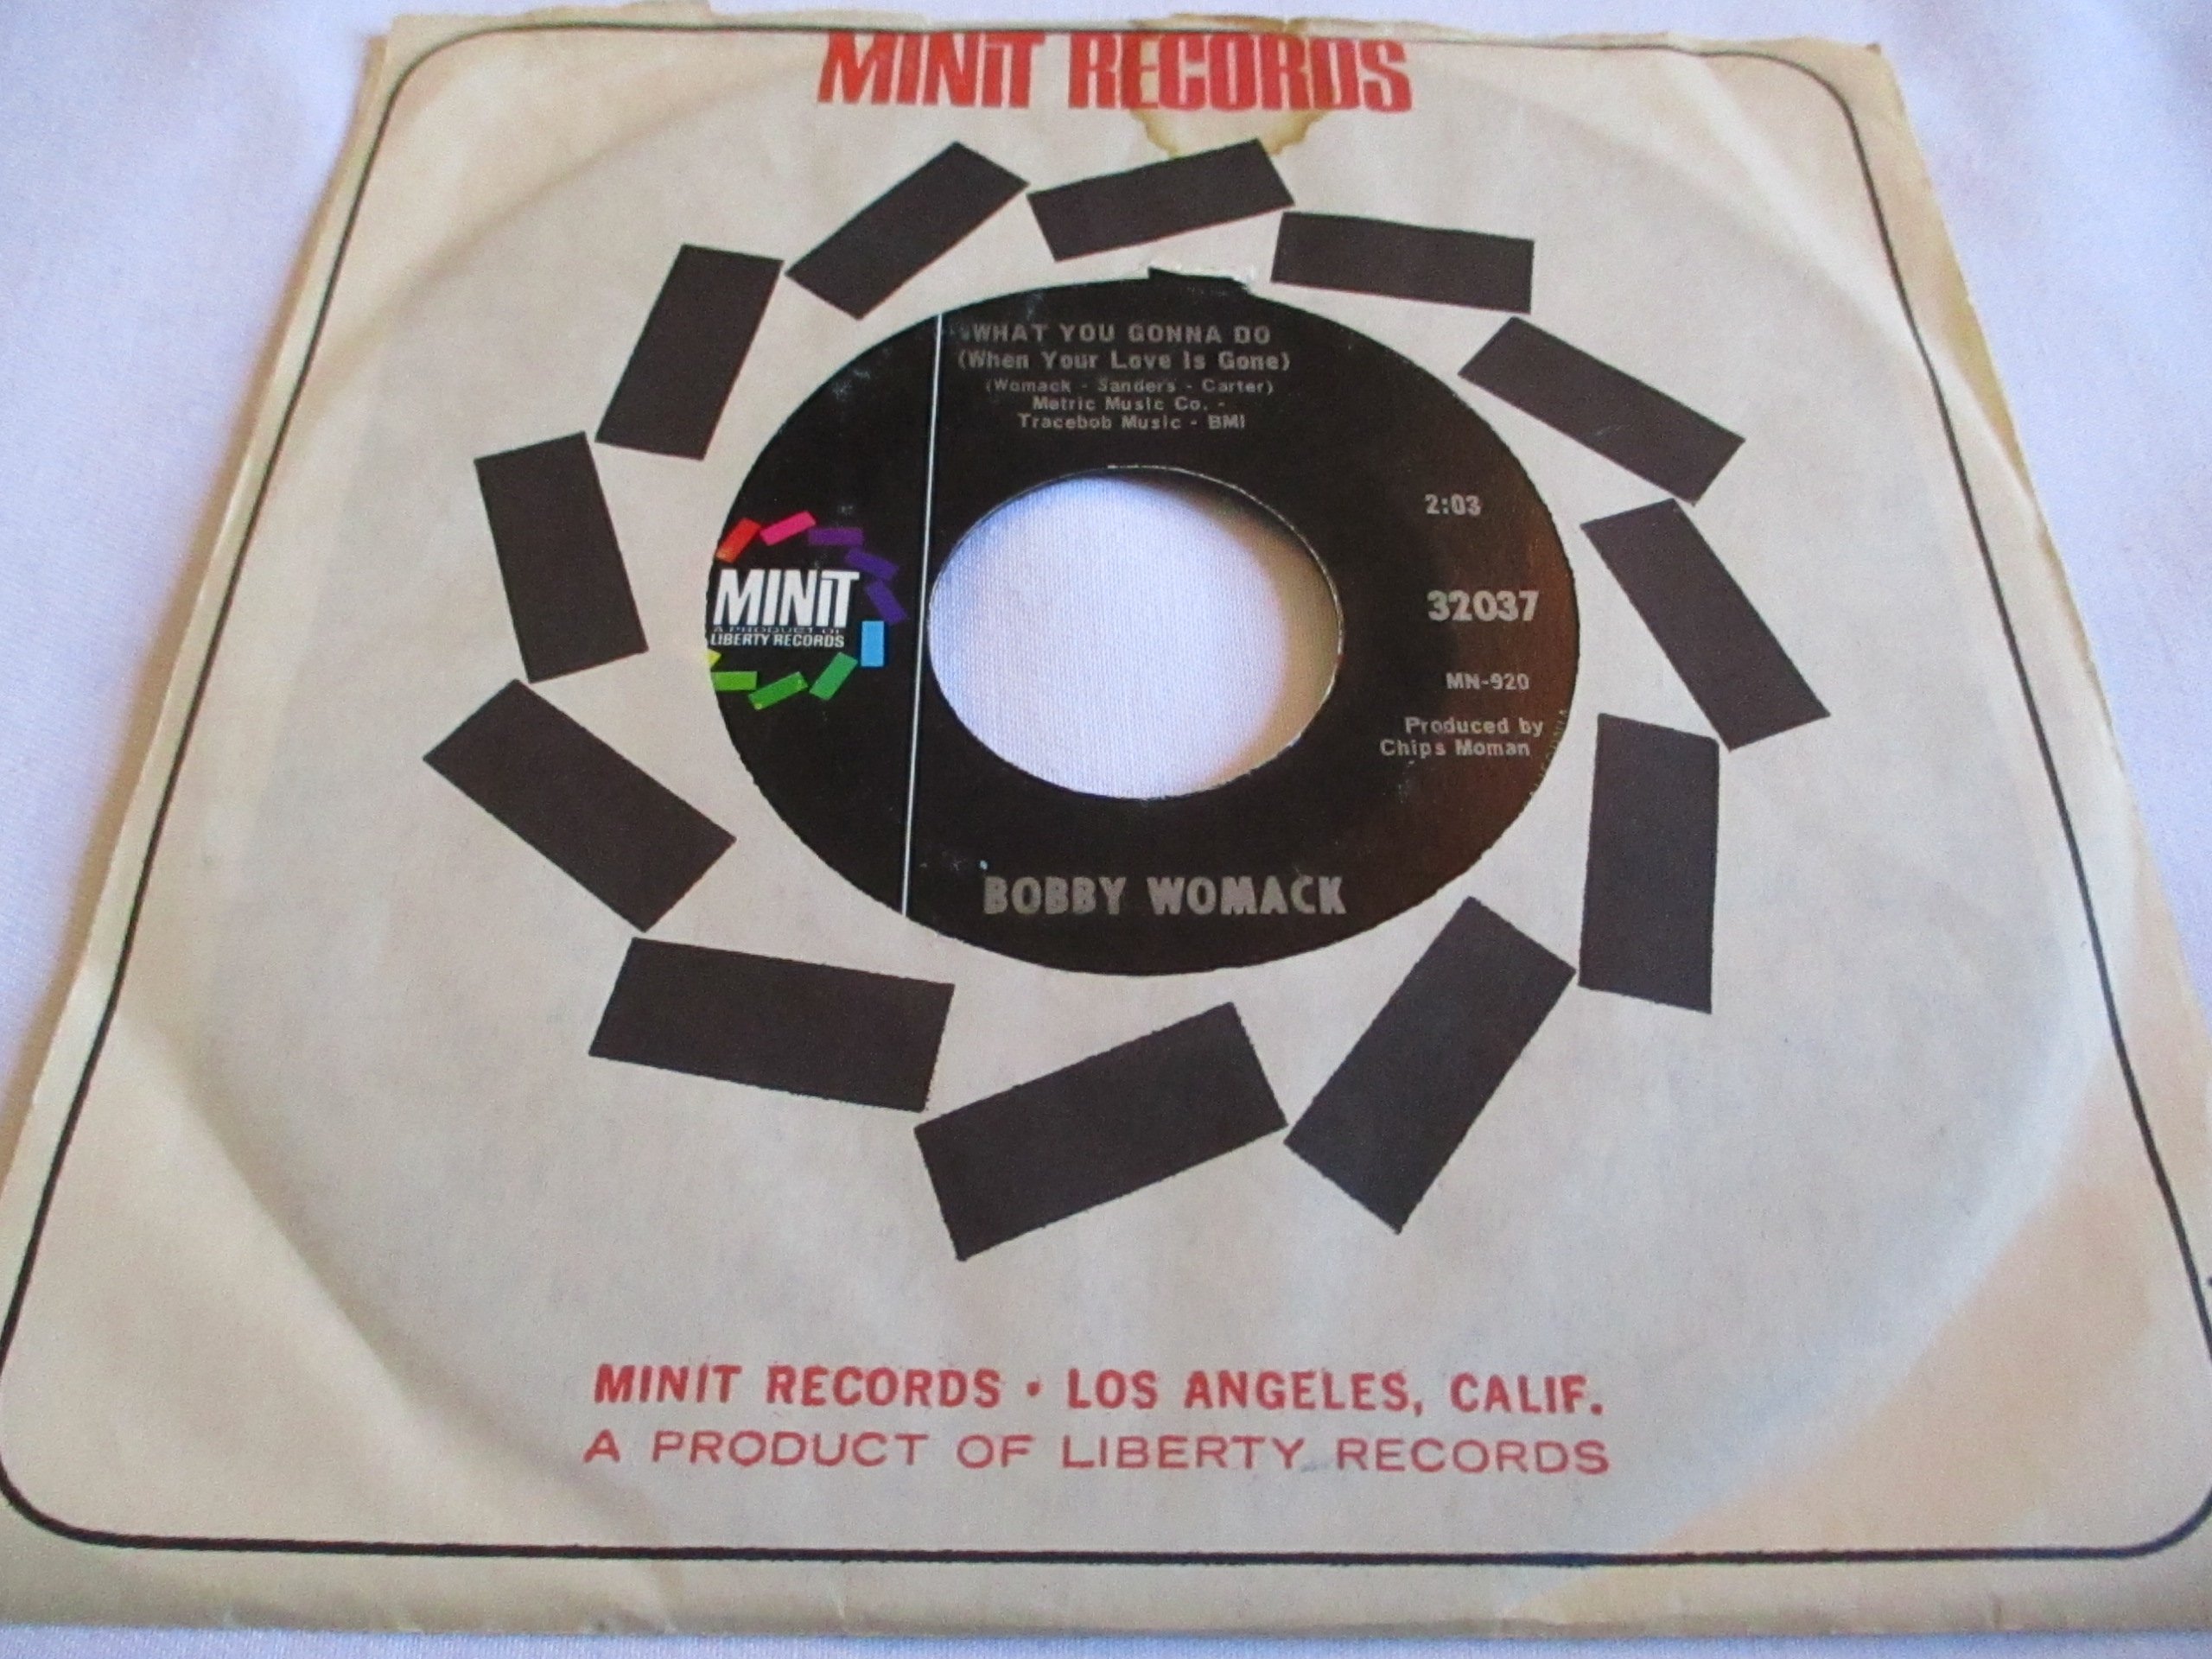 MINiT RECORDS
WHAT YOU GONNA DO
(When Your Love Is Gone)
(Womack - Sanders - Carter)
Metric Music Co. -
Tracebob Music - BMI
2:03
MINiT
A PRODUCT OF
LIBERTY RECORDS
32037
MN-920
Produced by
Chips Moman
BOBBY WOMACK
MINIT RECORDS • LOS ANGELES, CALIF.
A PRODUCT OF LIBERTY RECORDS